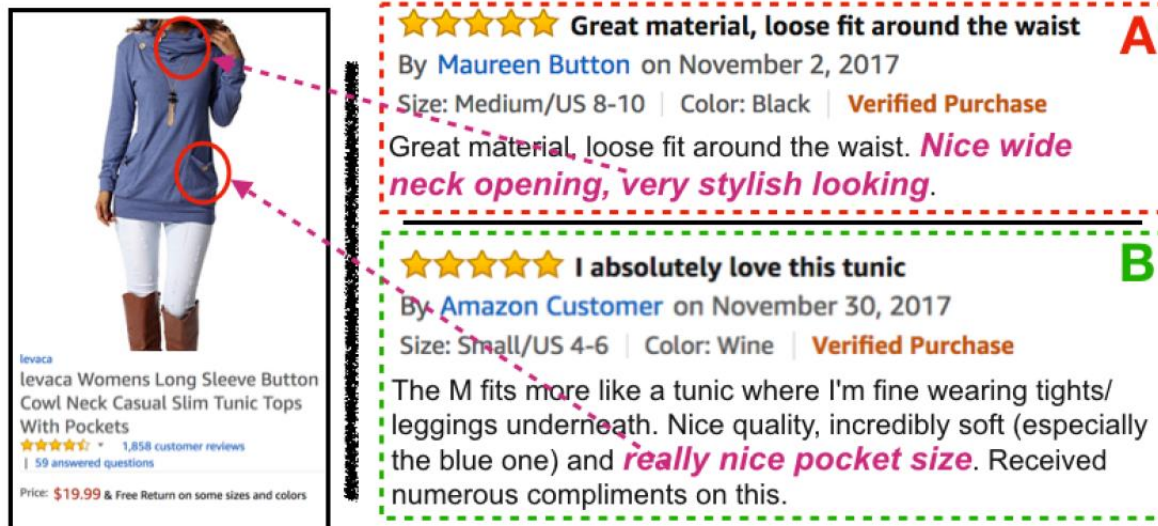 levaca
levaca Womens Long Sleeve Button
Cowl Neck Casual Slim Tunic Tops
With Pockets
1,858 customer reviews
| 59 answered questions
Price: $19.99 & Free Return on some sizes and colors
Great material, loose fit around the waist
A
By Maureen Button on November 2, 2017
Size: Medium/US 8-10 | Color: Black | Verified Purchase
Great material, loose fit around the waist. Nice wide
neck opening, very stylish looking.
I absolutely love this tunic
B
By Amazon Customer on November 30, 2017
Size: Small/US 4-6 | Color: Wine | Verified Purchase
The M fits more like a tunic where I'm fine wearing tights/
leggings underneath. Nice quality, incredibly soft (especially
the blue one) and really nice pocket size. Received
numerous compliments on this.